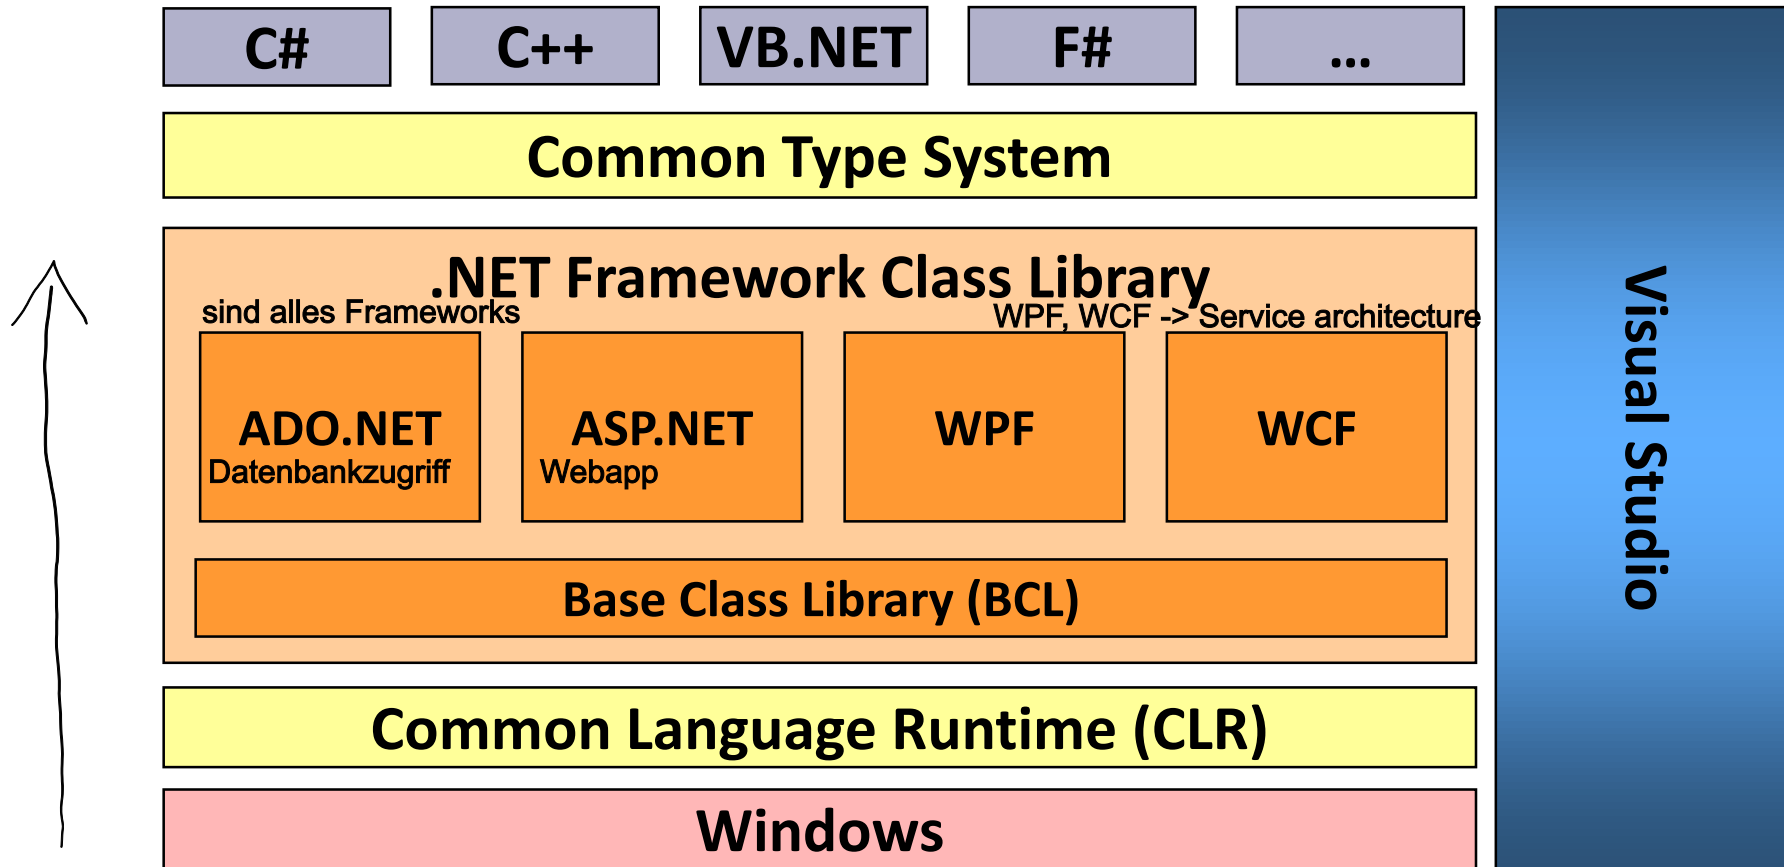 C#
C++
VB.NET
F#
...
Common Type System
.NET Framework Class Library
sind alles Frameworks
WPF, WCF -> Service architecture
ADO.NET
Datenbankzugriff
ASP.NET
Webapp
WPF
WCF
Base Class Library (BCL)
Common Language Runtime (CLR)
Windows
Visual Studio